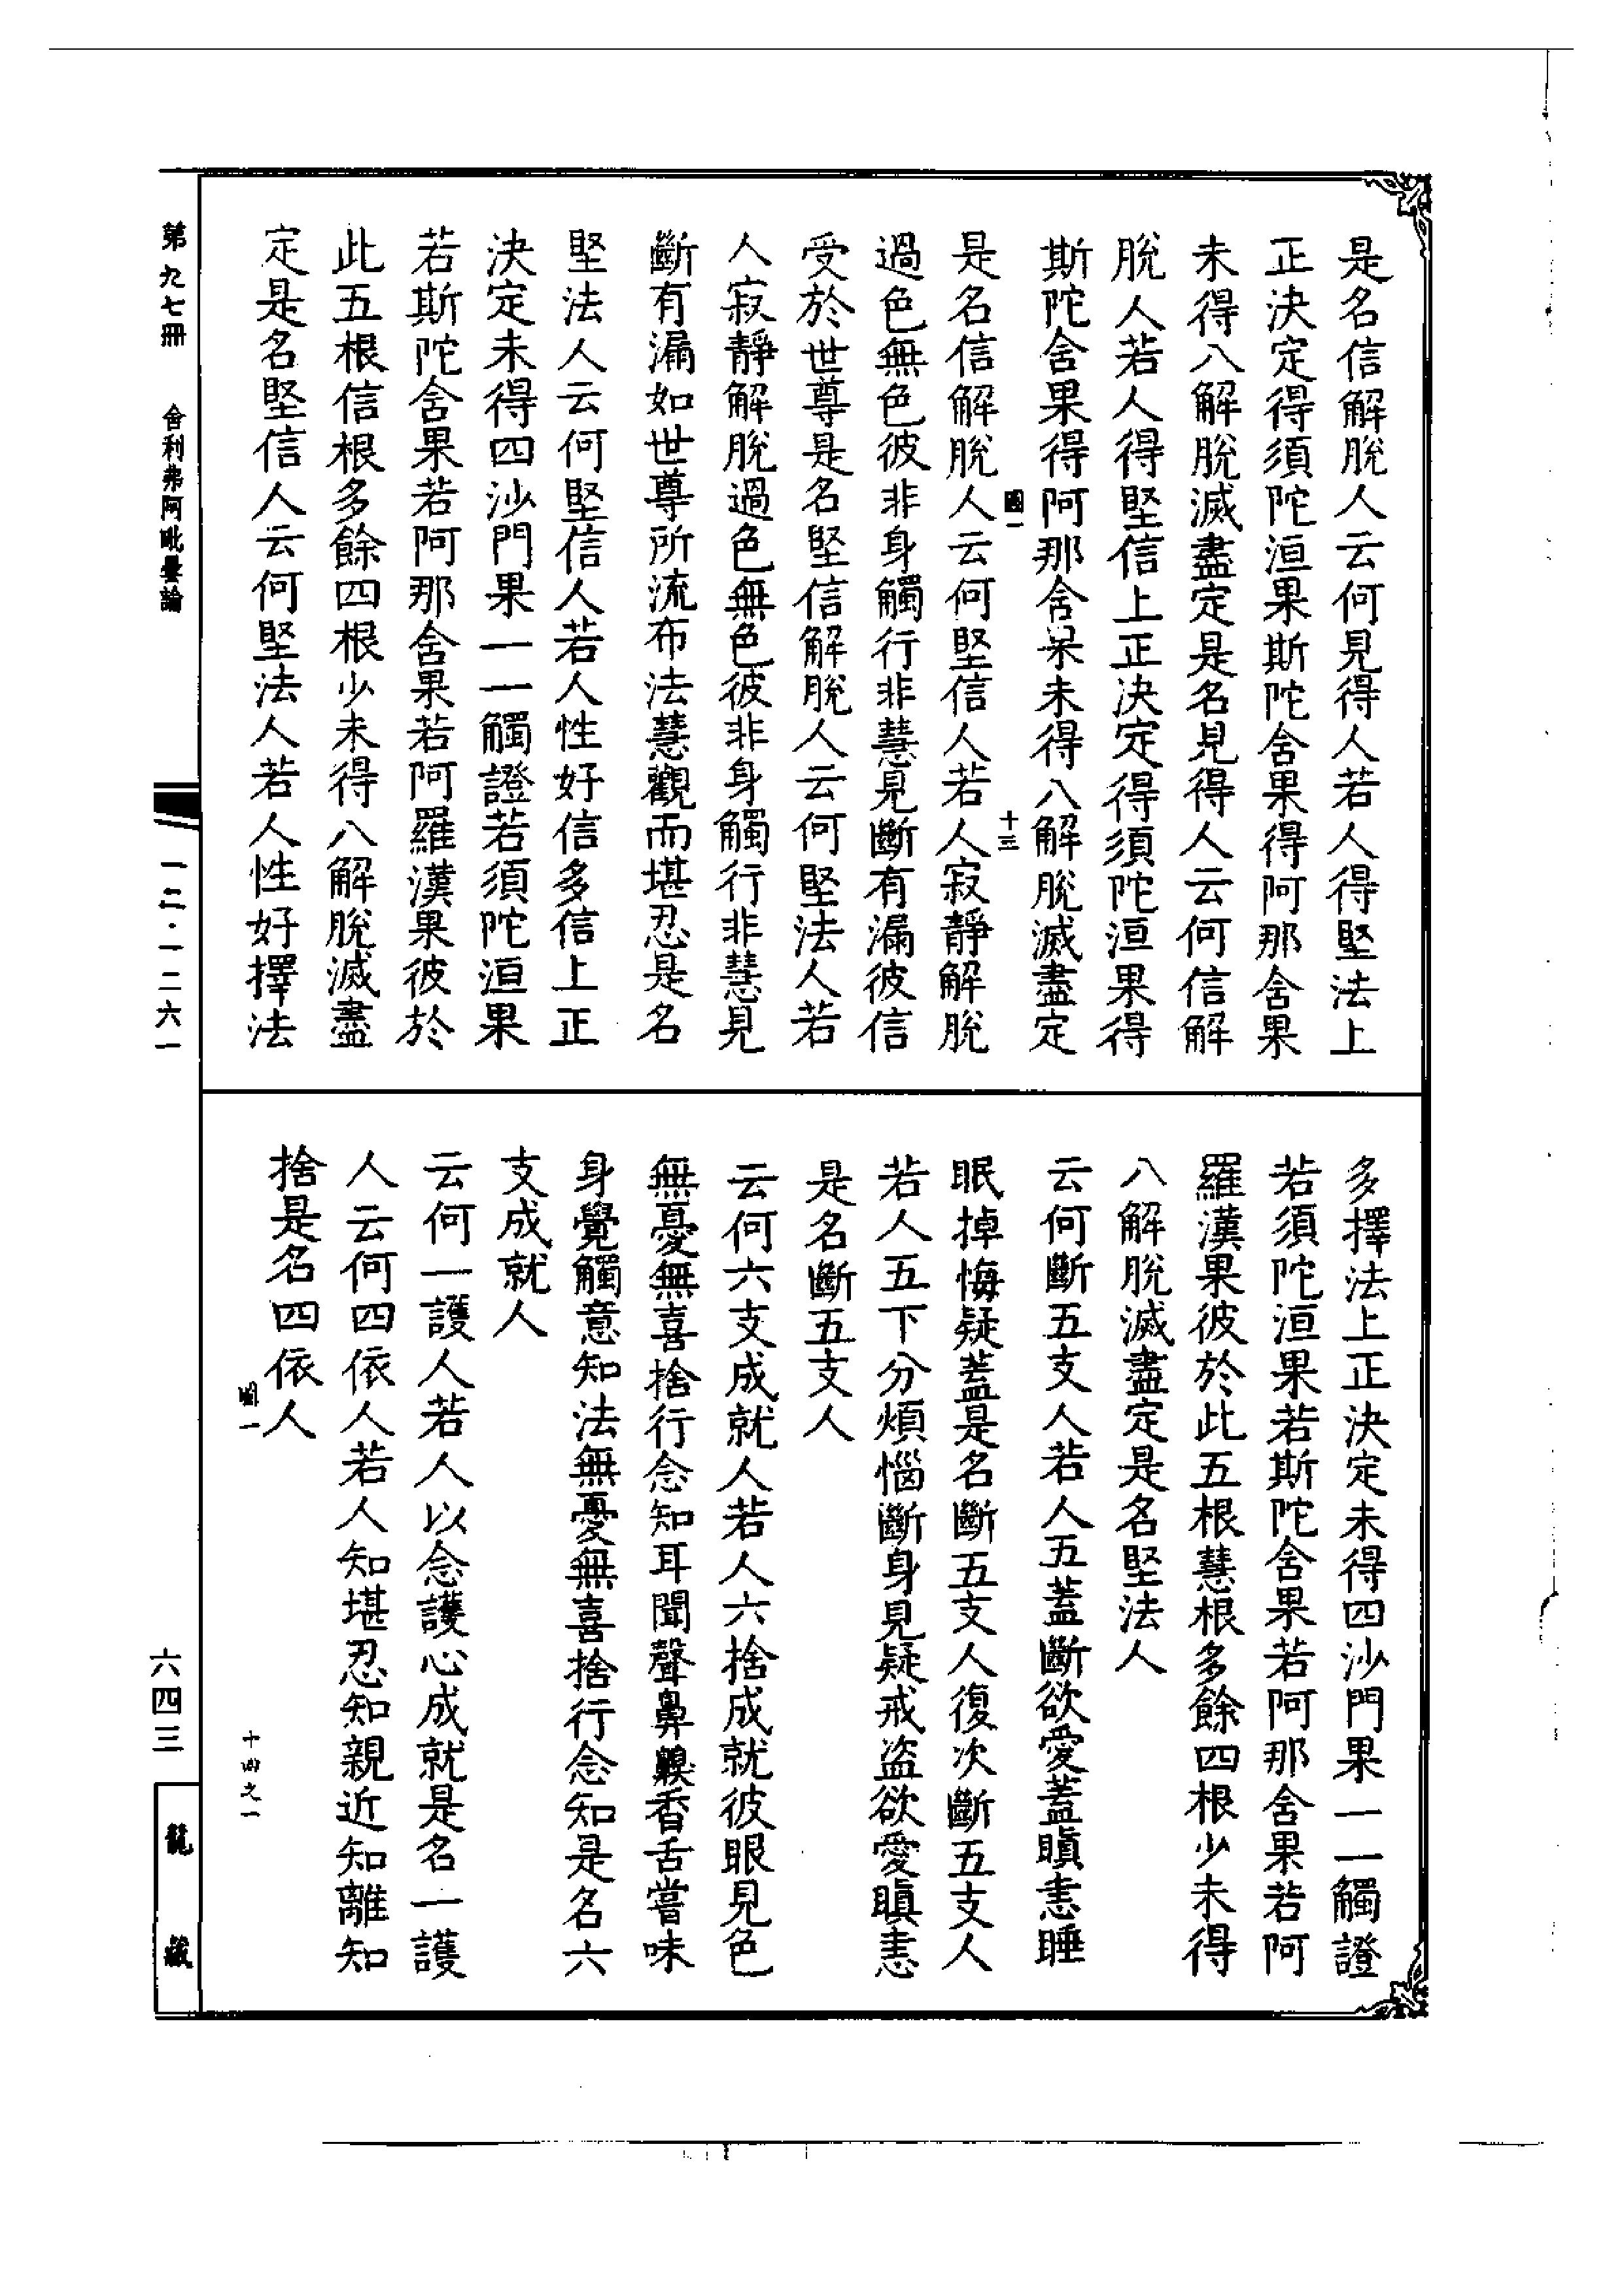 是名信解脫人云何見得人若人得堅法上
正決定得須陀洹果斯陀舍果得阿那舍果
未得八解脫滅盡定是名見得人云何信解
脫人若人得堅信上正決定得須陀洹果得
斯陀舍果得阿那舍果未得八解脫滅盡定
國一
十三
是名信解脫人云何堅信人若人寂靜解脫
過色無色彼非身觸行非慧見斷有漏彼信
受於世尊是名堅信解脫人云何堅法人若
人寂靜解脫過色無色彼非身觸行非慧見
斷有漏如世尊所流布法慧觀而堪忍是名
堅法人云何堅信人若人性好信多信上正
決定未得四沙門果一一觸證若須陀洹果
若斯陀舍果若阿那舍果若阿羅漢果彼於
此五根信根多餘四根少未得八解脫滅盡
定是名堅信人云何堅法人若人性好擇法
多擇法上正決定未得四沙門果一一觸證
若須陀洹果若斯陀舍果若阿那舍果若阿
羅漢果彼於此五根慧根多餘四根少未得
八解脫滅盡定是名堅法人
云何斷五支人若人五蓋斷欲愛蓋瞋恚睡
眠掉悔疑蓋是名斷五支人復次斷五支人
若人五下分煩惱斷身見疑戒盜欲愛瞋恚
是名斷五支人
云何六支成就人若人六捨成就彼眼見色
無憂無喜捨行念知耳聞聲鼻齅香舌嘗味
身覺觸意知法無憂無喜捨行念知是名六
支成就人
云何一護人若人以念護心成就是名一護
人云何四依人若人知堪忍知親近知離知
捨是名四依人
國一
十四之一
第九七冊
舍利弗阿毗曇論
一二·一二六一
六四三
龍藏